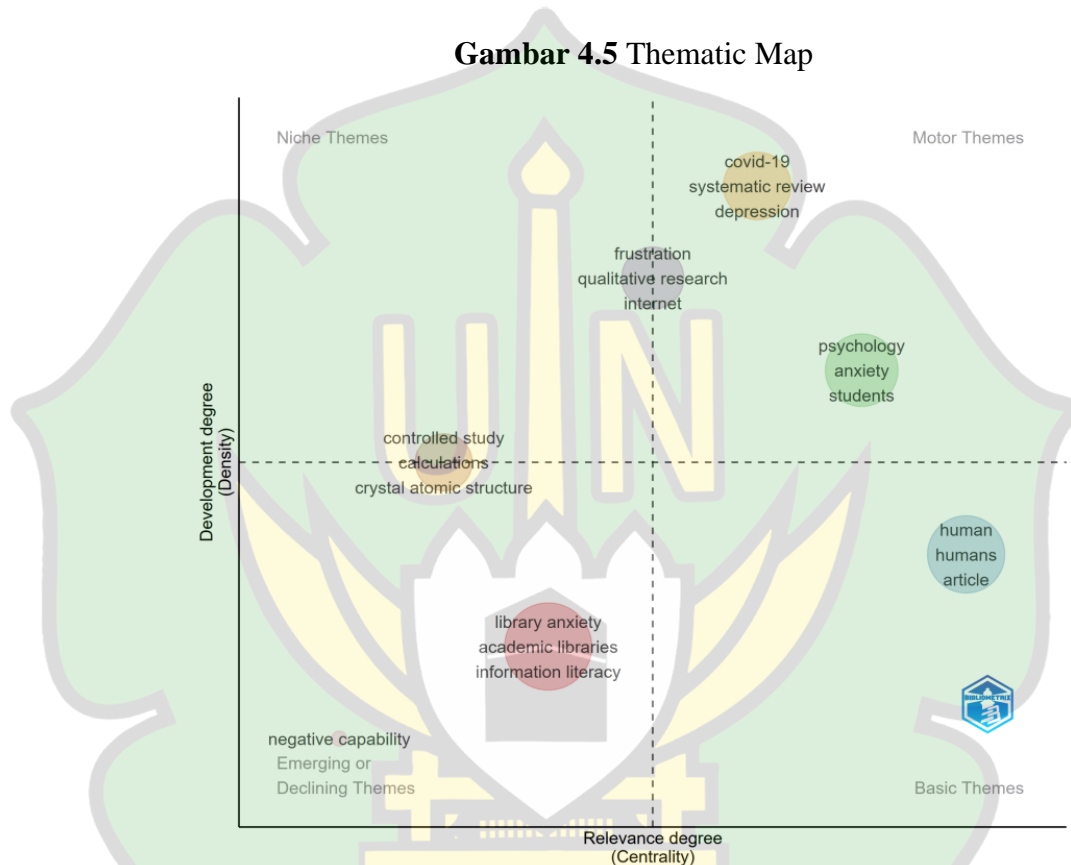 Gambar 4.5 Thematic Map
Niche Themes
Motor Themes
covid-19
systematic review
depression
frustration
qualitative research
internet
psychology
anxiety
students
controlled study
calculations
crystal atomic structure
Development degree
(Density)
human
humans
article
library anxiety
academic libraries
information literacy
BIBLIOMETRIX
negative capability
Emerging or
Declining Themes
Basic Themes
Relevance degree
(Centrality)
UIN